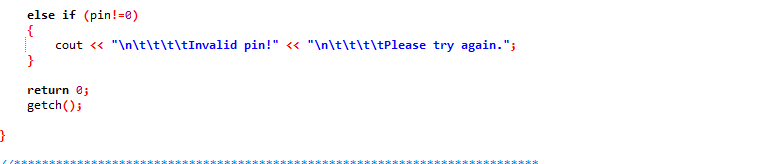 else if (pin!=0)
{
cout << "\n\t\t\t\tInvalid pin!" << "\n\t\t\t\tPlease try again.";
}
return 0;
getch();
}
//***************************************************************************